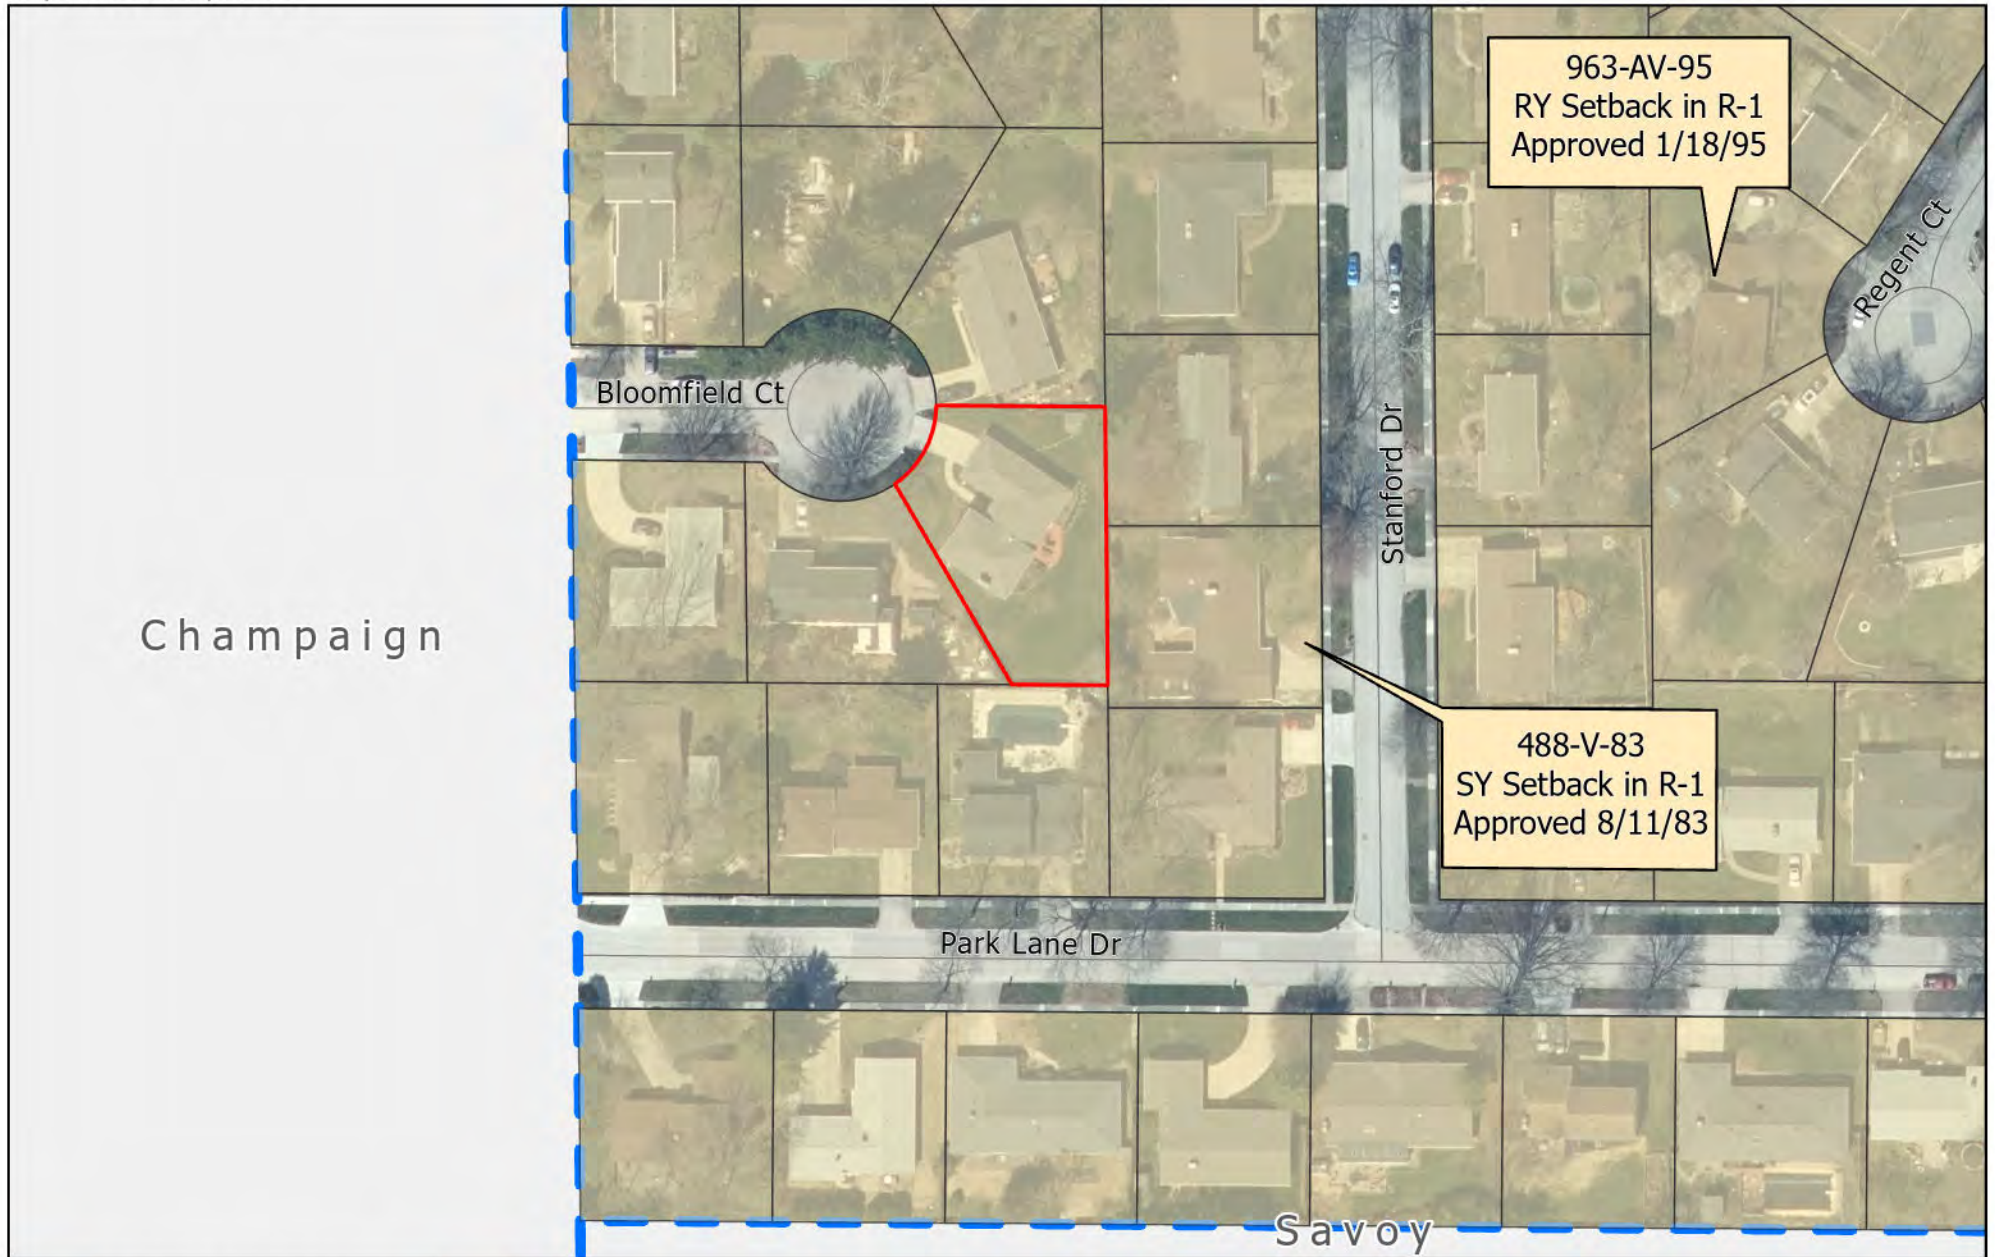 963-AV-95
RY Setback in R-1
Approved 1/18/95
Regent Ct
Bloomfield Ct
Stanford Dr
Champaign
488-V-83
SY Setback in R-1
Approved 8/11/83
Park Lane Dr
Savoy